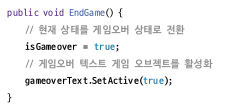 public void EndGame() {
// 현재 상태를 게임오버 상태로 전환
isGameover = true;
// 게임오버 텍스트 게임 오브젝트를 활성화
gameoverText.SetActive(true);
}